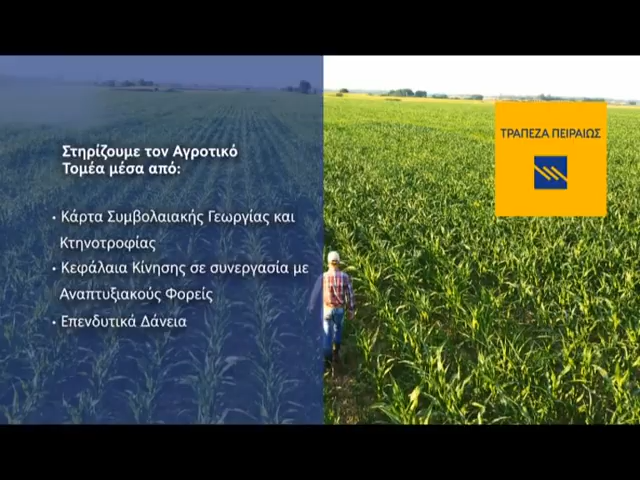 Στηρίζουμε τον Αγροτικό
Τομέα μέσα από:
• Κάρτα Συμβολαιακής Γεωργίας και
Κτηνοτροφίας
• Κεφάλαια Κίνησης σε συνεργασία με
Αναπτυξιακούς Φορείς
• Επενδυτικά Δάνεια
ΤΡΑΠΕΖΑ ΠΕΙΡΑΙΩΣ